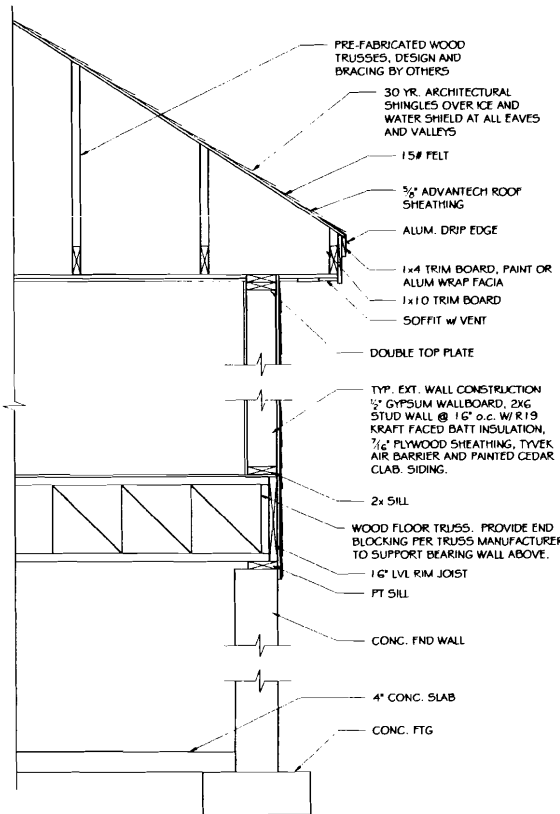 PRE-FABRICATED WOOD
TRUSSES, DESIGN AND
BRACING BY OTHERS
30 YR. ARCHITECTURAL
SHINGLES OVER ICE AND
WATER SHIELD AT ALL EAVES
AND VALLEYS
15# FELT
5/8" ADVANTECH ROOF
SHEATHING
ALUM. DRIP EDGE
1x4 TRIM BOARD, PAINT OR
ALUM WRAP FACIA
1x10 TRIM BOARD
SOFFIT w/ VENT
DOUBLE TOP PLATE
TYP. EXT. WALL CONSTRUCTION
1/2" GYPSUM WALLBOARD, 2X6
STUD WALL @ 16" o.c. W/ R19
KRAFT FACED BATT INSULATION,
7/16" PLYWOOD SHEATHING, TYVEK
AIR BARRIER AND PAINTED CEDAR
CLAB. SIDING.
2x SILL
WOOD FLOOR TRUSS. PROVIDE END
BLOCKING PER TRUSS MANUFACTURER
TO SUPPORT BEARING WALL ABOVE.
16" LVL RIM JOIST
PT SILL
CONC. FND WALL
4" CONC. SLAB
CONC. FTG